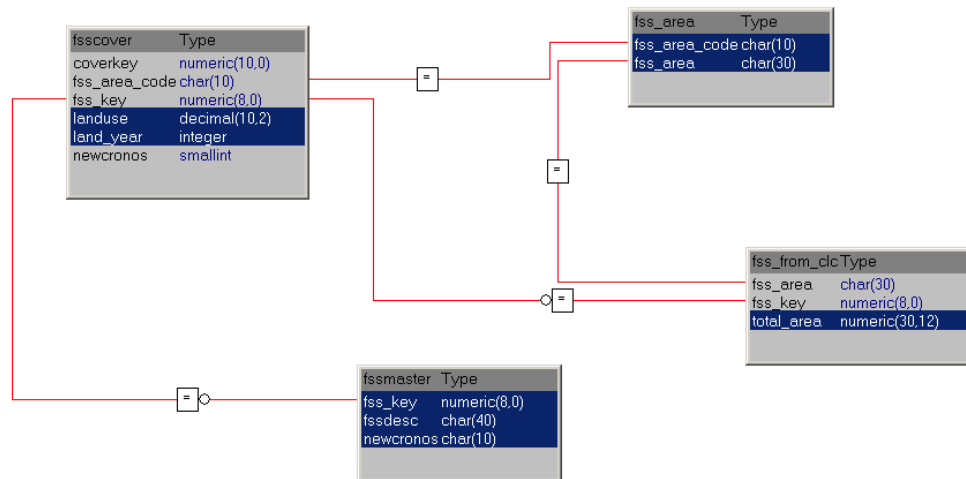 fsscover Type
coverkey numeric(10,0)
fss_area_code char(10)
fss_key numeric(8,0)
landuse decimal(10,2)
land_year integer
newcronos smallint
fss_area Type
fss_area_code char(10)
fss_area char(30)
=
=
fss_from_clc Type
fss_area char(30)
fss_key numeric(8,0)
total_area numeric(30,12)
=
=
fssmaster Type
fss_key numeric(8,0)
fssdesc char(40)
newcronos char(10)